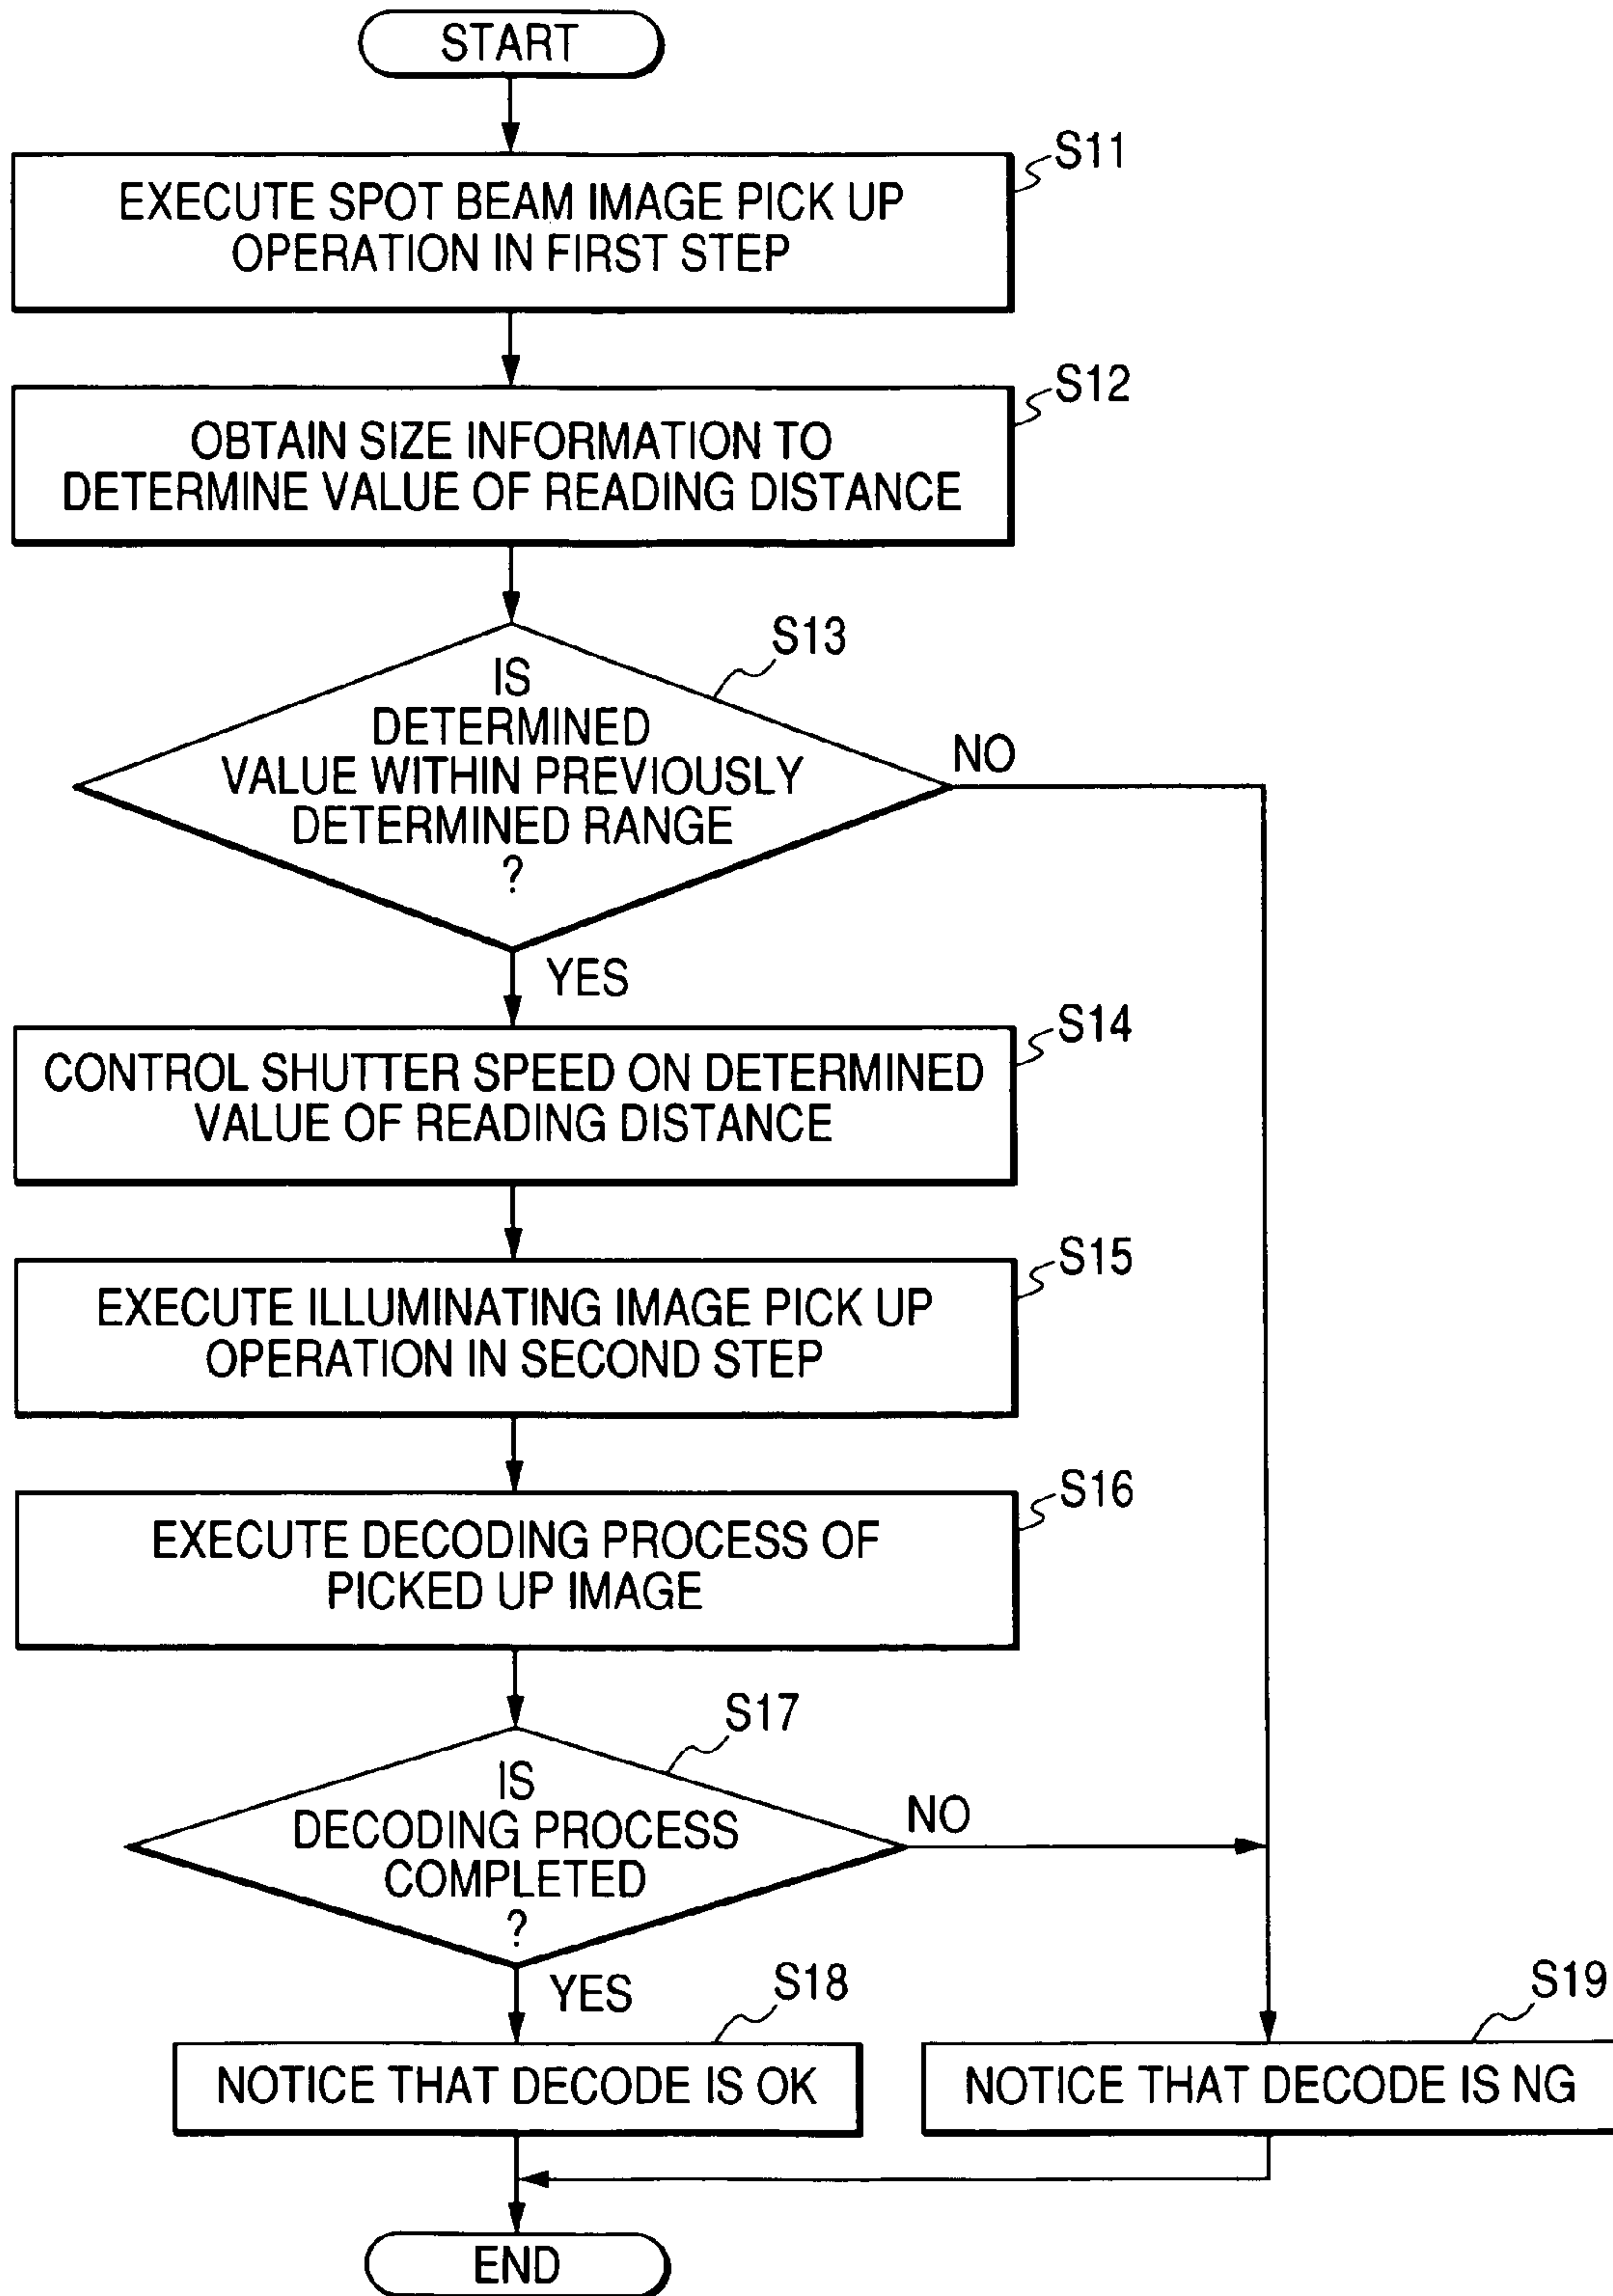 START
S11
EXECUTE SPOT BEAM IMAGE PICK UP
OPERATION IN FIRST STEP
S12
OBTAIN SIZE INFORMATION TO
DETERMINE VALUE OF READING DISTANCE
S13
IS
DETERMINED
VALUE WITHIN PREVIOUSLY
DETERMINED RANGE
?
NO
YES
S14
CONTROL SHUTTER SPEED ON DETERMINED
VALUE OF READING DISTANCE
S15
EXECUTE ILLUMINATING IMAGE PICK UP
OPERATION IN SECOND STEP
S16
EXECUTE DECODING PROCESS OF
PICKED UP IMAGE
S17
IS
DECODING PROCESS
COMPLETED
?
NO
YES
S18
NOTICE THAT DECODE IS OK
S19
NOTICE THAT DECODE IS NG
END